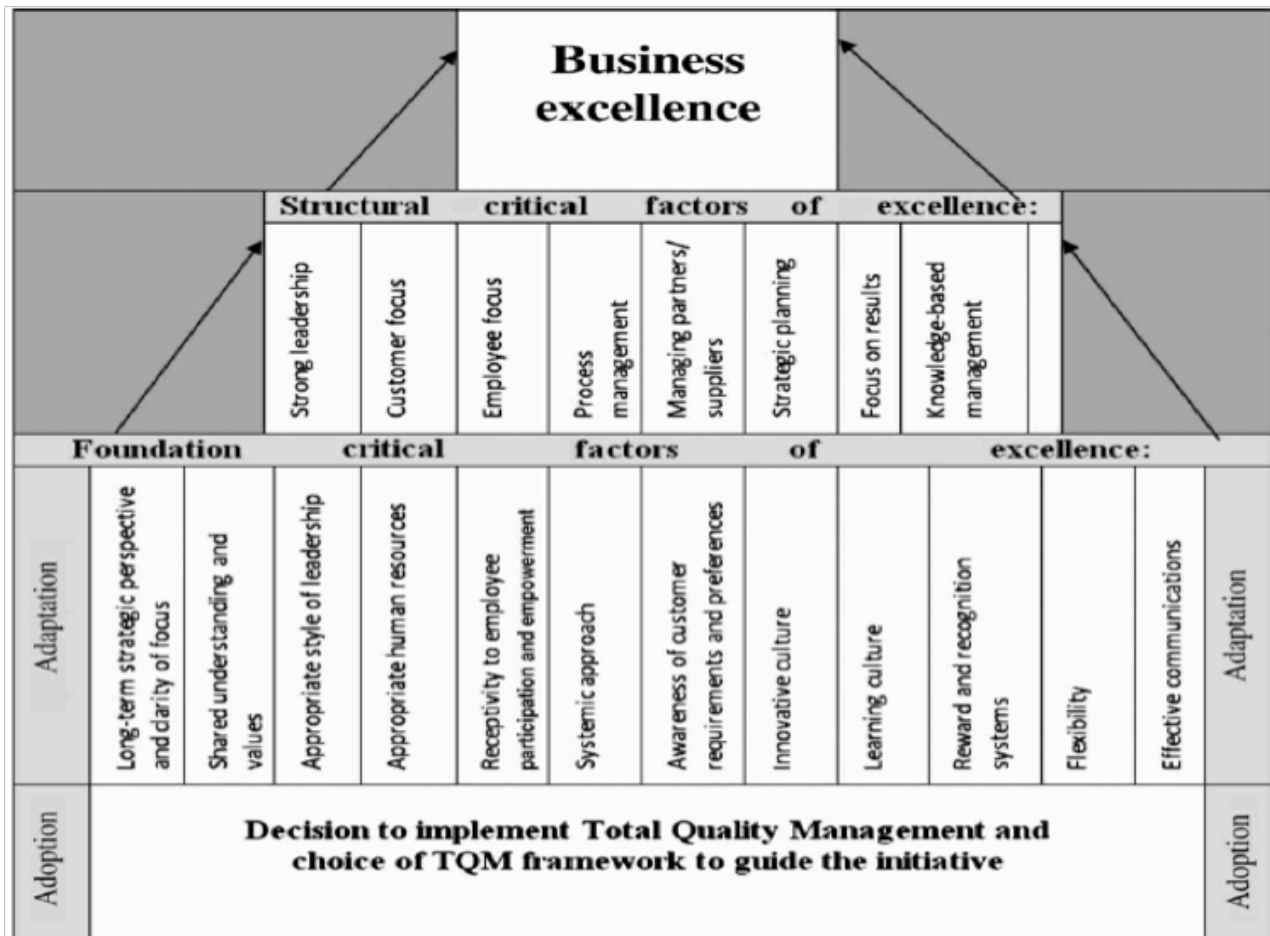 Business
excellence
Structural critical factors of excellence:
Strong leadership
Customer focus
Employee focus
Process
management
Managing partners/
suppliers
Strategic planning
Focus on results
Knowledge-based
management
Foundation critical factors of excellence:
Adaptation
Long-term strategic perspective
and clarity of focus
Shared understanding and
values
Appropriate style of leadership
Appropriate human resources
Receptivity to employee
participation and empowerment
Systemic approach
Awareness of customer
requirements and preferences
Innovative culture
Learning culture
Reward and recognition
systems
Flexibility
Effective communications
Adaptation
Adoption
Decision to implement Total Quality Management and
choice of TQM framework to guide the initiative
Adoption